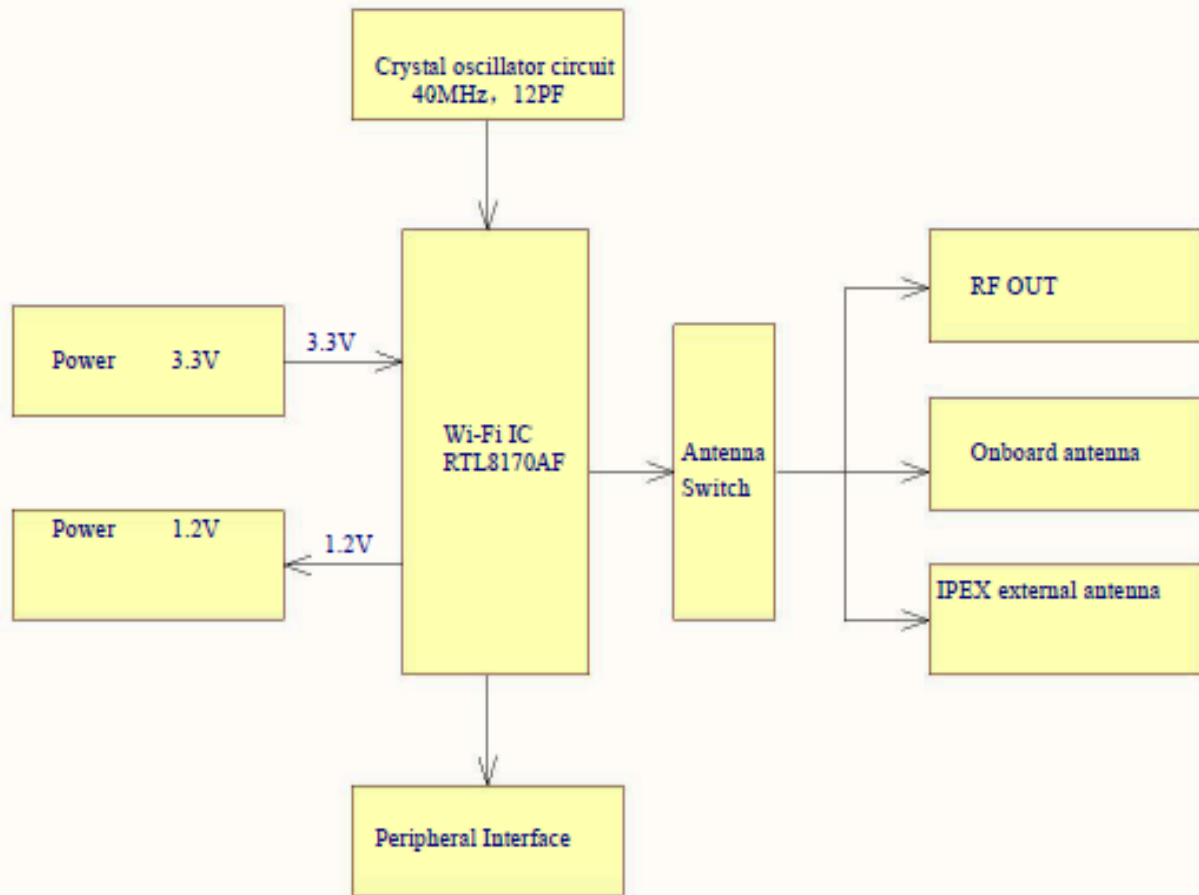 Crystal oscillator circuit
40MHz，12PF
Power 3.3V
3.3V
Wi-Fi IC
RTL8170AF
Power 1.2V
1.2V
Antenna
Switch
RF OUT
Onboard antenna
IPEX external antenna
Peripheral Interface